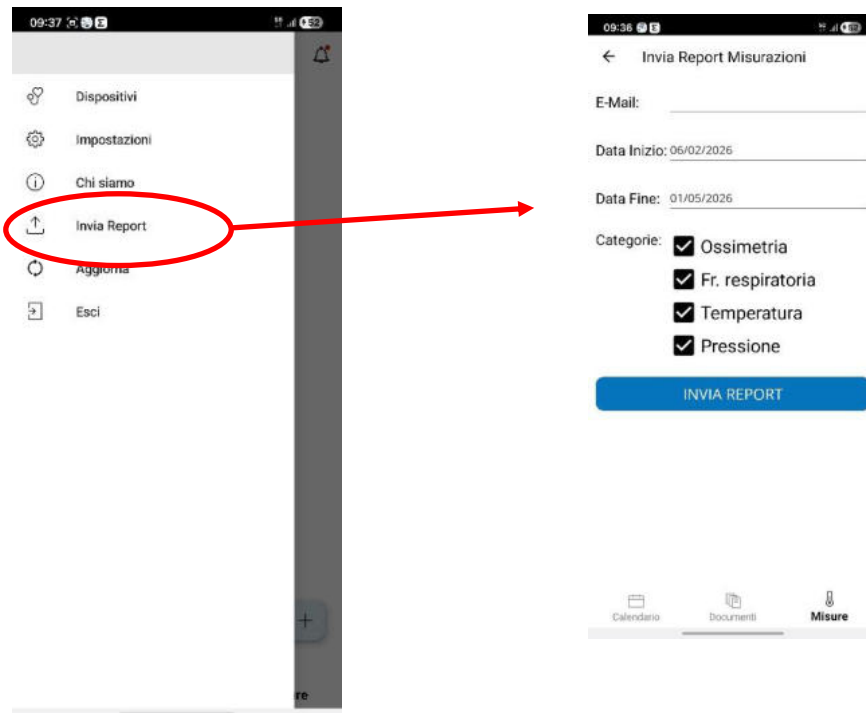 09:37
52
Dispositivi
Impostazioni
Chi siamo
Invia Report
Aggiorna
Esci
re
09:36
52
Invia Report Misurazioni
E-Mail:
Data Inizio: 06/02/2026
Data Fine: 01/05/2026
Categorie:
Ossimetria
Fr. respiratoria
Temperatura
Pressione
INVIA REPORT
Calendario Documenti Misure